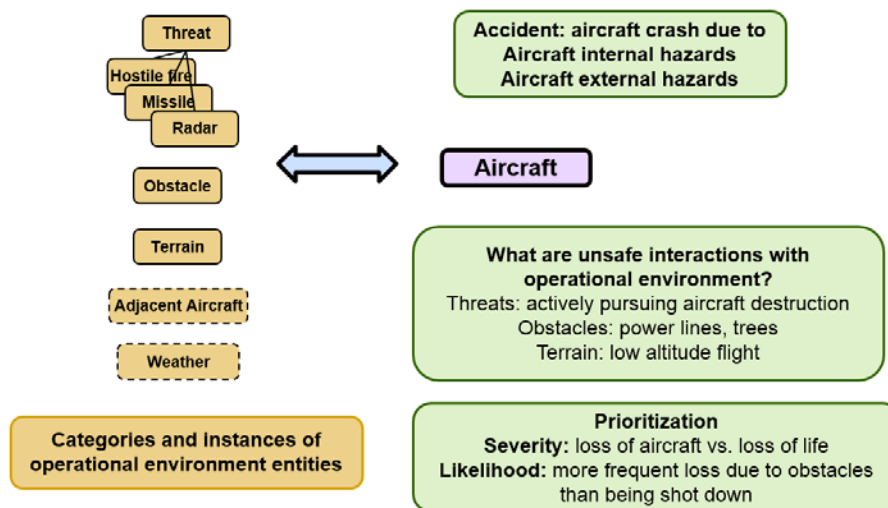 Threat
Hostile fire
Missile
Radar
Obstacle
Terrain
Adjacent Aircraft
Weather
Categories and instances of
operational environment entities
Accident: aircraft crash due to
Aircraft internal hazards
Aircraft external hazards
Aircraft
What are unsafe interactions with
operational environment?
Threats: actively pursuing aircraft destruction
Obstacles: power lines, trees
Terrain: low altitude flight
Prioritization
Severity: loss of aircraft vs. loss of life
Likelihood: more frequent loss due to obstacles
than being shot down